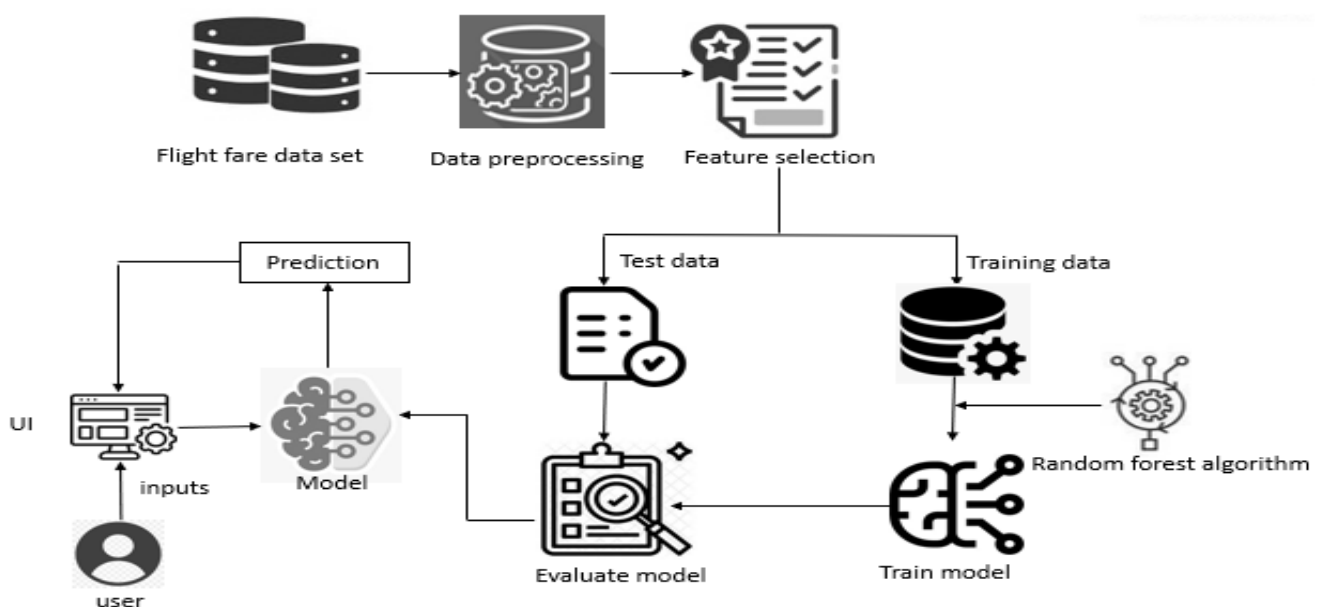 Flight fare data set
Data preprocessing
Feature selection
Prediction
Test data
Training data
UI
inputs
Model
Random forest algorithm
Evaluate model
Train model
user